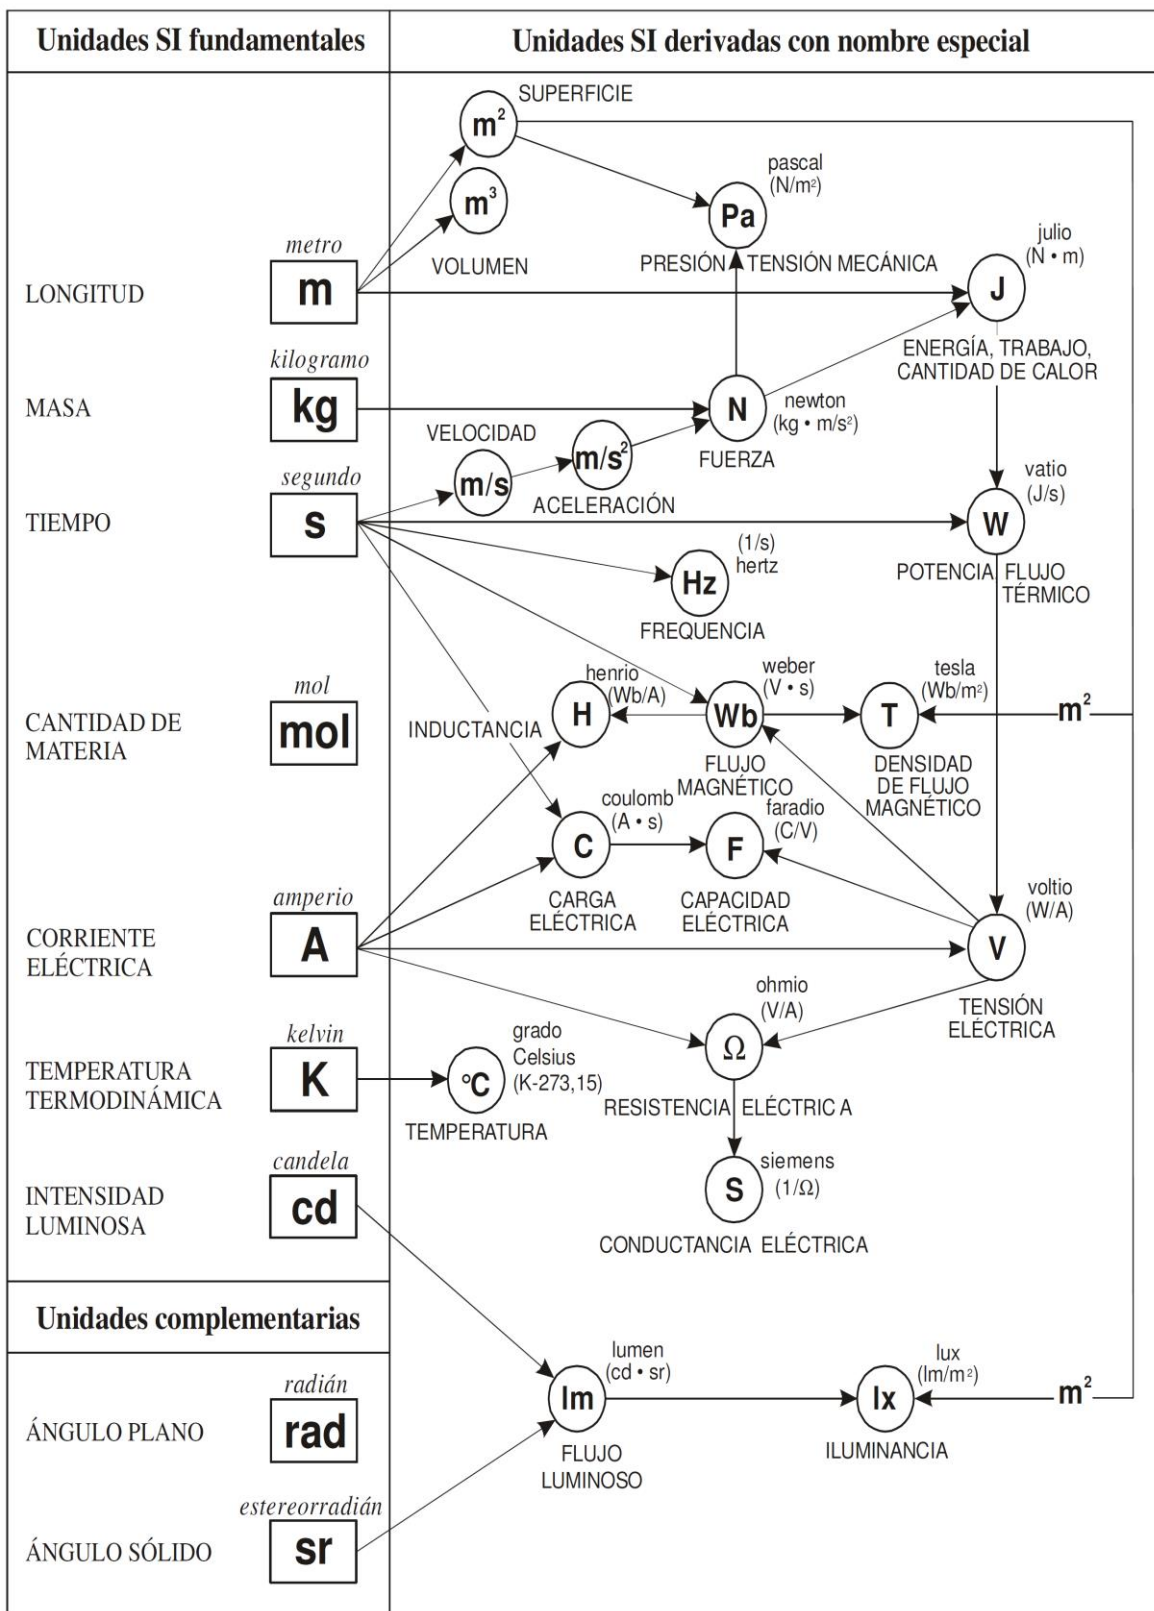 Unidades SI fundamentales
Unidades SI derivadas con nombre especial
SUPERFICIE
m²
pascal
(N/m²)
m³
Pa
metro
VOLUMEN
PRESIÓN TENSIÓN MECÁNICA
julio
(N • m)
LONGITUD
m
J
kilogramo
ENERGÍA, TRABAJO,
CANTIDAD DE CALOR
MASA
kg
N
newton
(kg • m/s²)
VELOCIDAD
m/s²
FUERZA
segundo
m/s
ACELERACIÓN
vatio
(J/s)
TIEMPO
s
W
(1/s)
hertz
Hz
POTENCIA, FLUJO
TÉRMICO
FREQUENCIA
mol
henrio
(Wb/A)
weber
(V • s)
tesla
(Wb/m²)
CANTIDAD DE
MATERIA
mol
INDUCTANCIA
H
Wb
T
m²
FLUJO
MAGNÉTICO
DENSIDAD
DE FLUJO
MAGNÉTICO
coulomb
(A • s)
faradio
(C/V)
C
F
amperio
CARGA
ELÉCTRICA
CAPACIDAD
ELÉCTRICA
voltio
(W/A)
CORRIENTE
ELÉCTRICA
A
V
ohmio
(V/A)
TENSIÓN
ELÉCTRICA
kelvin
grado
Celsius
(K-273,15)
Ω
TEMPERATURA
TERMODINÁMICA
K
°C
TEMPERATURA
RESISTENCIA ELÉCTRICA
candela
siemens
(1/Ω)
INTENSIDAD
LUMINOSA
cd
S
CONDUCTANCIA ELÉCTRICA
Unidades complementarias
radián
lumen
(cd • sr)
lux
(lm/m²)
ÁNGULO PLANO
rad
lm
lx
m²
FLUJO
LUMINOSO
ILUMINANCIA
estereorradián
ÁNGULO SÓLIDO
sr